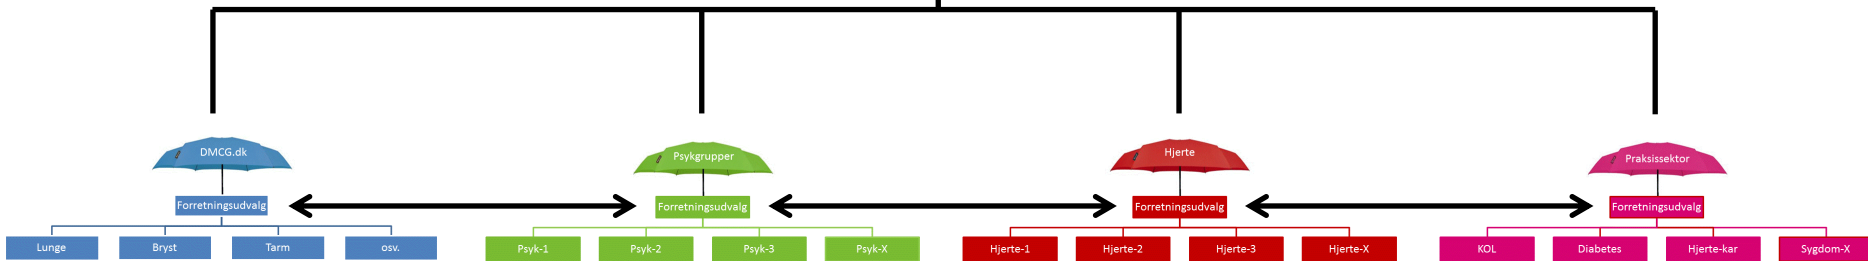 DMCG.dk
Psykgrupper
Hjerte
Praksissektor
Forretningsudvalg
Forretningsudvalg
Forretningsudvalg
Forretningsudvalg
Lunge
Bryst
Tarm
osv.
Psyk-1
Psyk-2
Psyk-3
Psyk-X
Hjerte-1
Hjerte-2
Hjerte-3
Hjerte-X
KOL
Diabetes
Hjerte-kar
Sygdom-X